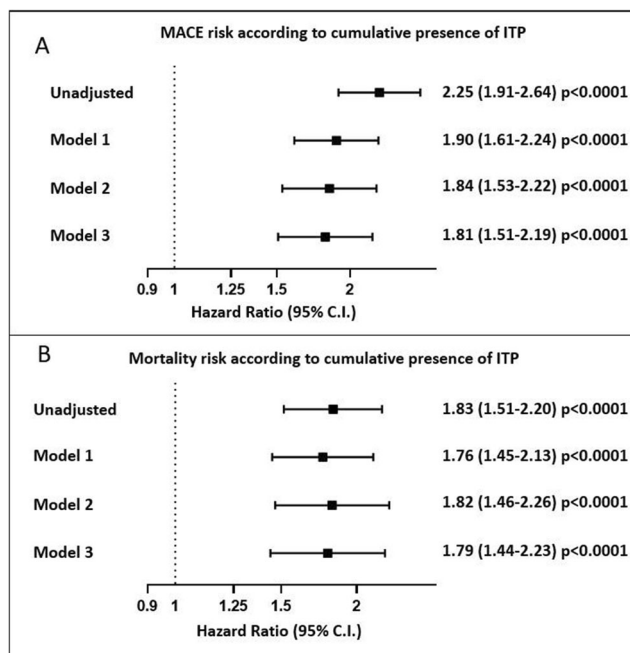 A
MACE risk according to cumulative presence of ITP
Unadjusted 2.25 (1.91-2.64) p<0.0001
Model 1 1.90 (1.61-2.24) p<0.0001
Model 2 1.84 (1.53-2.22) p<0.0001
Model 3 1.81 (1.51-2.19) p<0.0001
0.9 1 1.25 1.5 2
Hazard Ratio (95% C.I.)
B
Mortality risk according to cumulative presence of ITP
Unadjusted 1.83 (1.51-2.20) p<0.0001
Model 1 1.76 (1.45-2.13) p<0.0001
Model 2 1.82 (1.46-2.26) p<0.0001
Model 3 1.79 (1.44-2.23) p<0.0001
0.9 1 1.25 1.5 2
Hazard Ratio (95% C.I.)